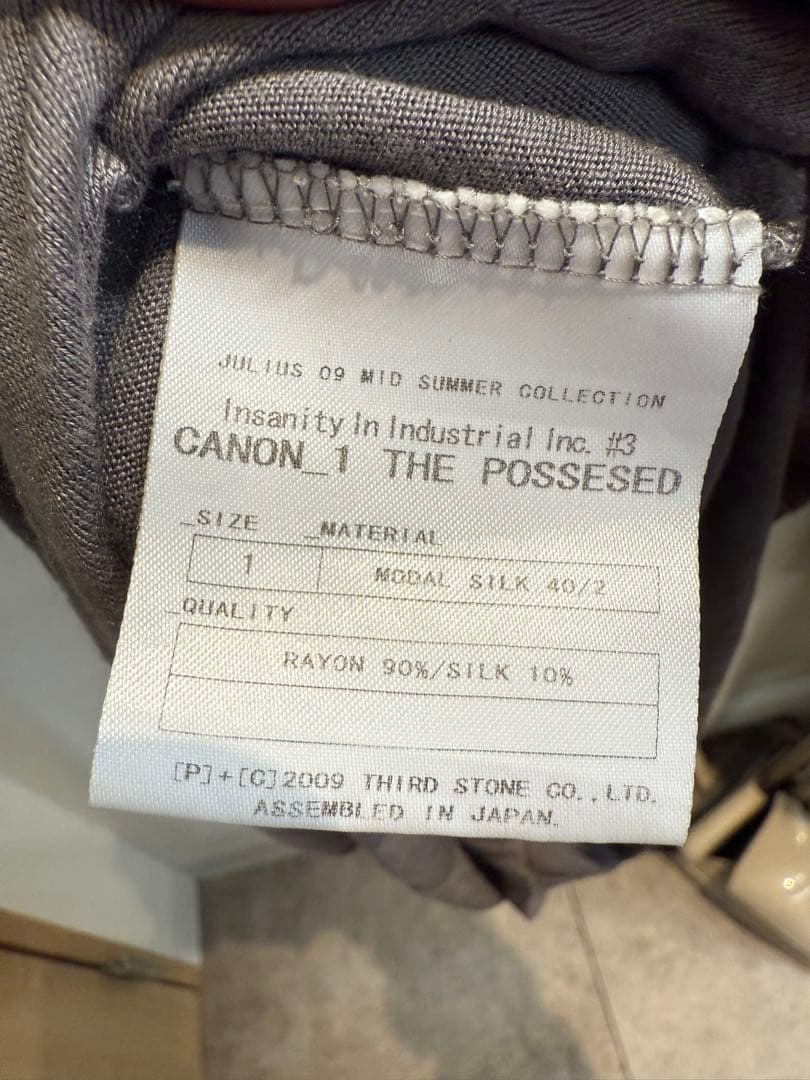 JULIUS 09 MID SUMMER COLLECTION
Insanity In Industrial Inc. #3
CANON_1 THE POSSESED
_SIZE _MATERIAL
1 MODAL SILK 40/2
_QUALITY
RAYON 90%/SILK 10%
[P]+[C]2009 THIRD STONE CO.,LTD.
ASSEMBLED IN JAPAN.